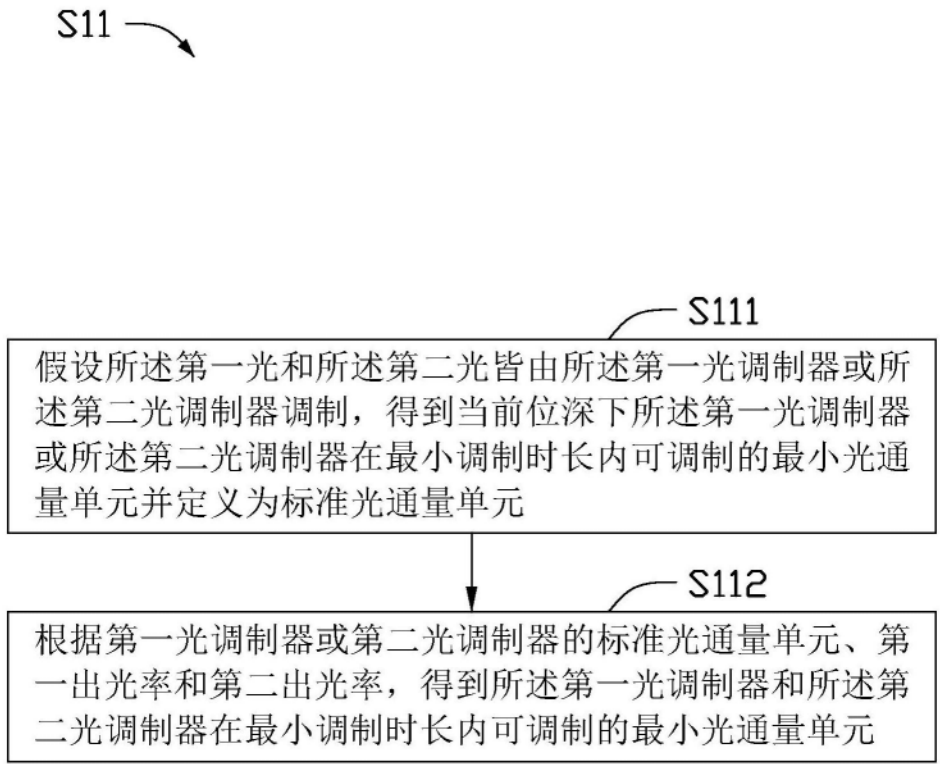 S11
S111
假设所述第一光和所述第二光皆由所述第一光调制器或所
述第二光调制器调制，得到当前位深下所述第一光调制器
或所述第二光调制器在最小调制时长内可调制的最小光通
量单元并定义为标准光通量单元
S112
根据第一光调制器或第二光调制器的标准光通量单元、第
一出光率和第二出光率，得到所述第一光调制器和所述第
二光调制器在最小调制时长内可调制的最小光通量单元